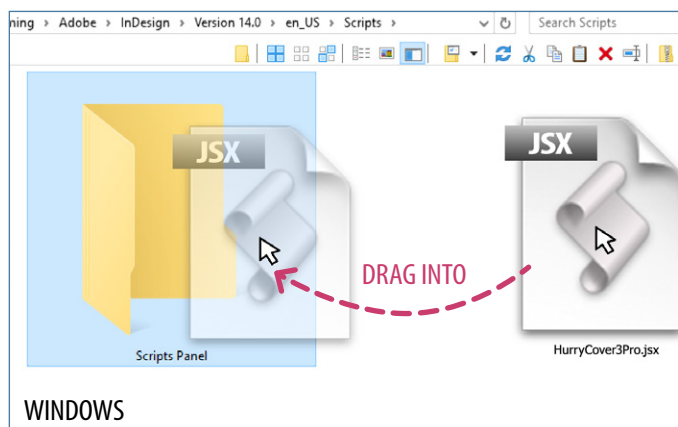 ning > Adobe > InDesign > Version 14.0 > en_US > Scripts >
Search Scripts
JSX
JSX
DRAG INTO
Scripts Panel
HurryCover3Pro.jsx
WINDOWS